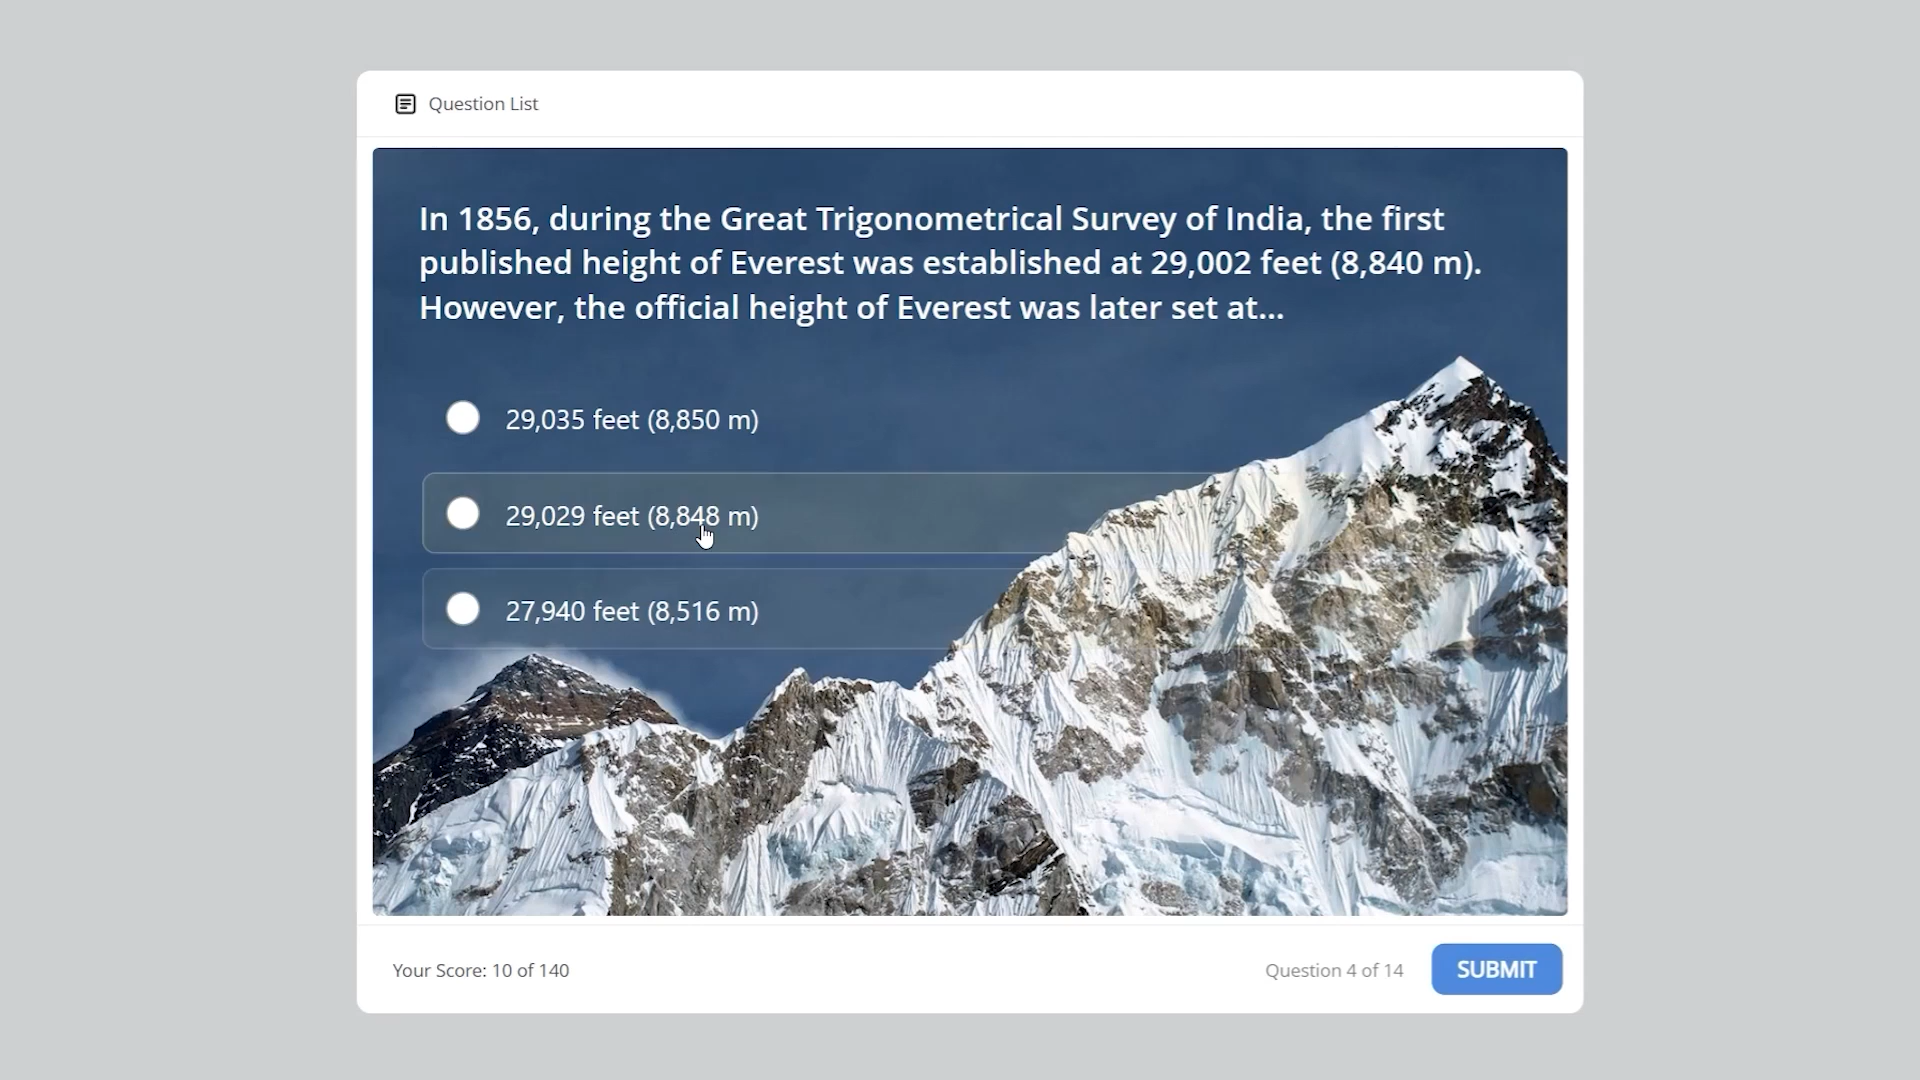 Question List
In 1856, during the Great Trigonometrical Survey of India, the first
published height of Everest was established at 29,002 feet (8,840 m).
However, the official height of Everest was later set at...
29,035 feet (8,850 m)
29,029 feet (8,848 m)
27,940 feet (8,516 m)
Your Score: 10 of 140
Question 4 of 14
SUBMIT